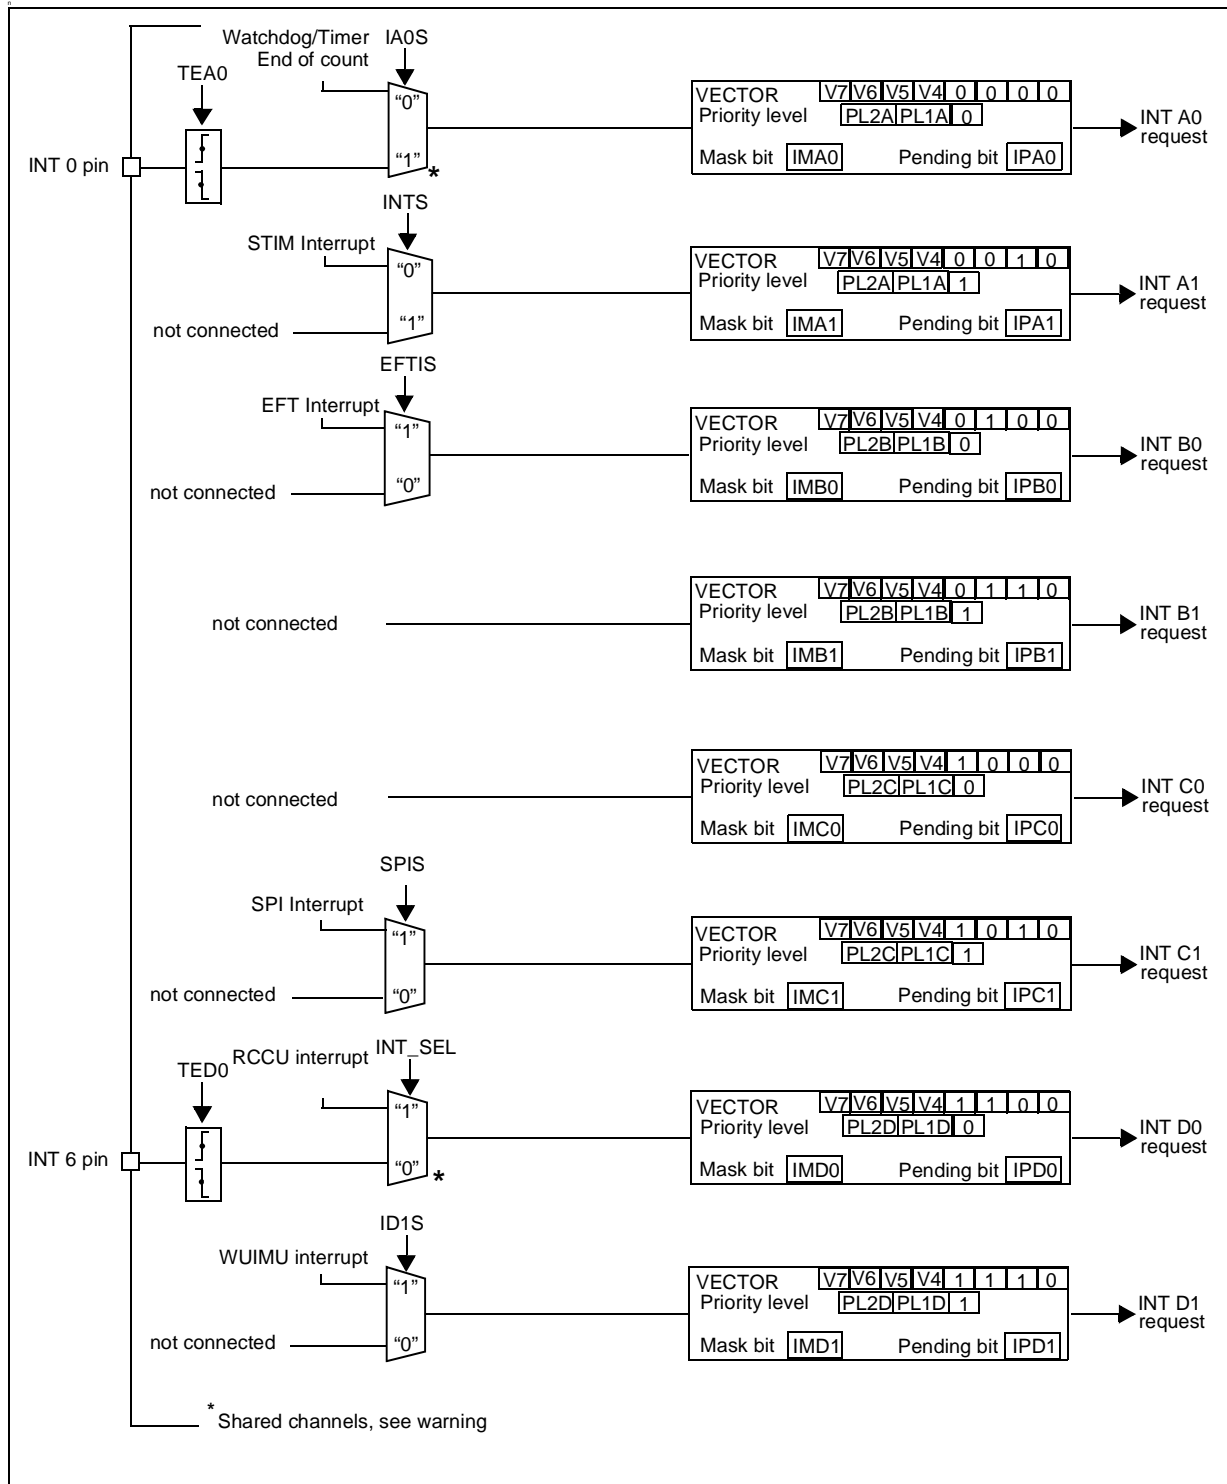 n
Watchdog/Timer IA0S
End of count
TEA0
“0”
VECTOR V7 V6 V5 V4 0 0 0 0
Priority level PL2A PL1A 0
INT A0
request
INT 0 pin
“1”
*
Mask bit IMA0 Pending bit IPA0
INTS
STIM Interrupt
“0”
VECTOR V7 V6 V5 V4 0 0 1 0
Priority level PL2A PL1A 1
INT A1
request
not connected
“1”
Mask bit IMA1 Pending bit IPA1
EFTIS
EFT Interrupt
“1”
VECTOR V7 V6 V5 V4 0 1 0 0
Priority level PL2B PL1B 0
INT B0
request
not connected
“0”
Mask bit IMB0 Pending bit IPB0
VECTOR V7 V6 V5 V4 0 1 1 0
Priority level PL2B PL1B 1
not connected
INT B1
request
Mask bit IMB1 Pending bit IPB1
VECTOR V7 V6 V5 V4 1 0 0 0
Priority level PL2C PL1C 0
not connected
INT C0
request
Mask bit IMC0 Pending bit IPC0
SPIS
SPI Interrupt
“1”
VECTOR V7 V6 V5 V4 1 0 1 0
Priority level PL2C PL1C 1
INT C1
request
not connected
“0”
Mask bit IMC1 Pending bit IPC1
RCCU interrupt INT_SEL
TED0
“1”
VECTOR V7 V6 V5 V4 1 1 0 0
Priority level PL2D PL1D 0
INT D0
request
INT 6 pin
“0”
*
Mask bit IMD0 Pending bit IPD0
ID1S
WUIMU interrupt
“1”
VECTOR V7 V6 V5 V4 1 1 1 0
Priority level PL2D PL1D 1
INT D1
request
not connected
“0”
Mask bit IMD1 Pending bit IPD1
* Shared channels, see warning